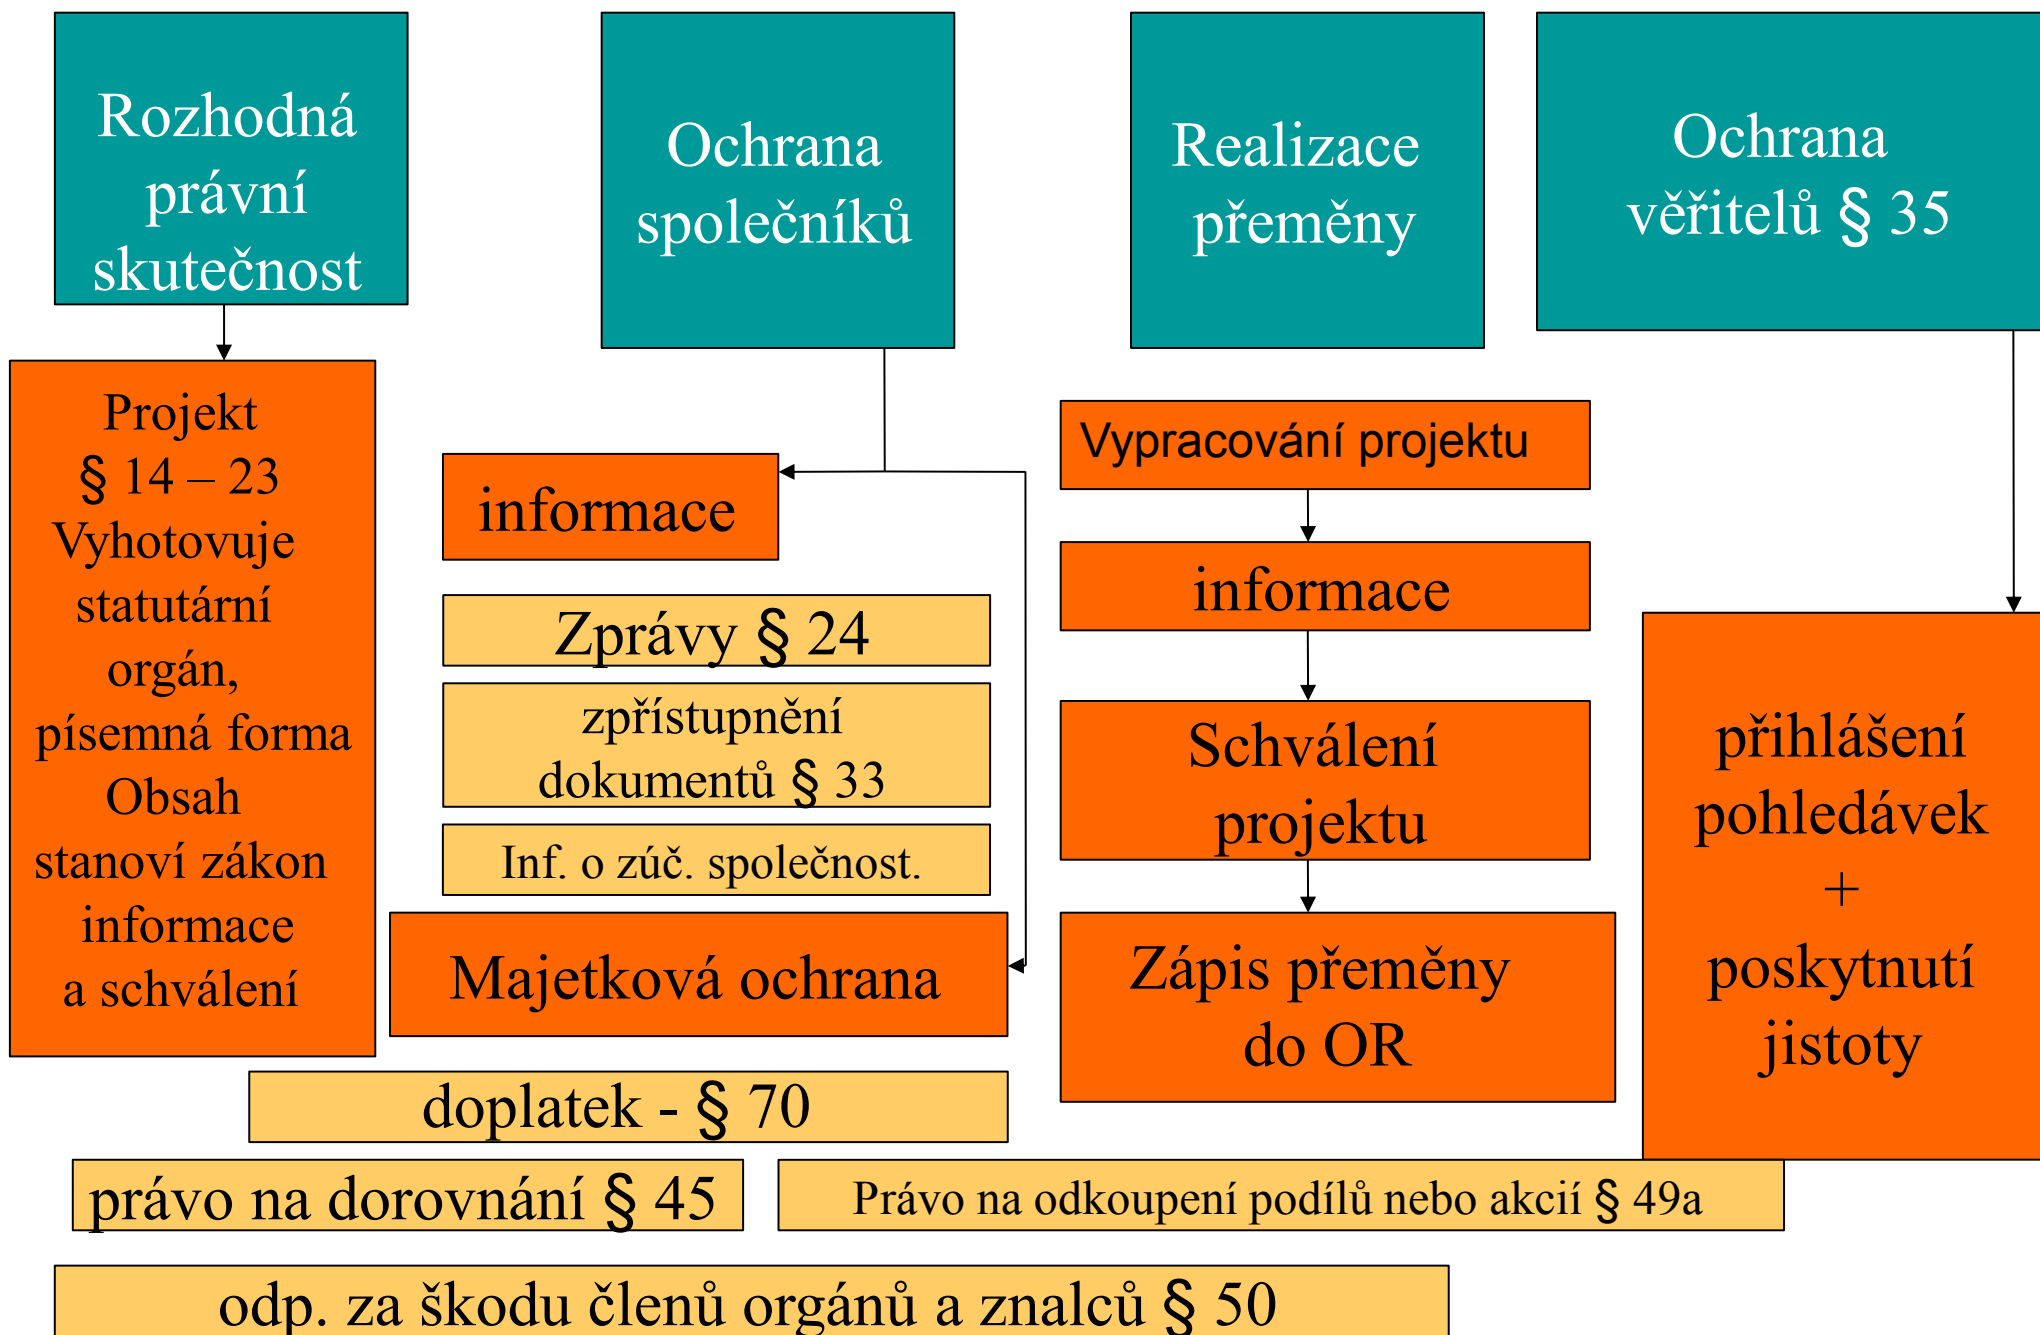 Rozhodná
právní
skutečnost
Ochrana
společníků
Realizace
přeměny
Ochrana
věřitelů § 35
Projekt
§ 14 – 23
Vyhotovuje
statutární
orgán,
písemná forma
Obsah
stanoví zákon
informace
a schválení
informace
Zprávy § 24
zpřístupnění
dokumentů § 33
Inf. o zúč. společnost.
Majetková ochrana
doplatek - § 70
právo na dorovnání § 45
Právo na odkoupení podílů nebo akcií § 49a
odp. za škodu členů orgánů a znalců § 50
Vypracování projektu
informace
Schválení
projektu
Zápis přeměny
do OR
přihlášení
pohledávek
+
poskytnutí
jistoty